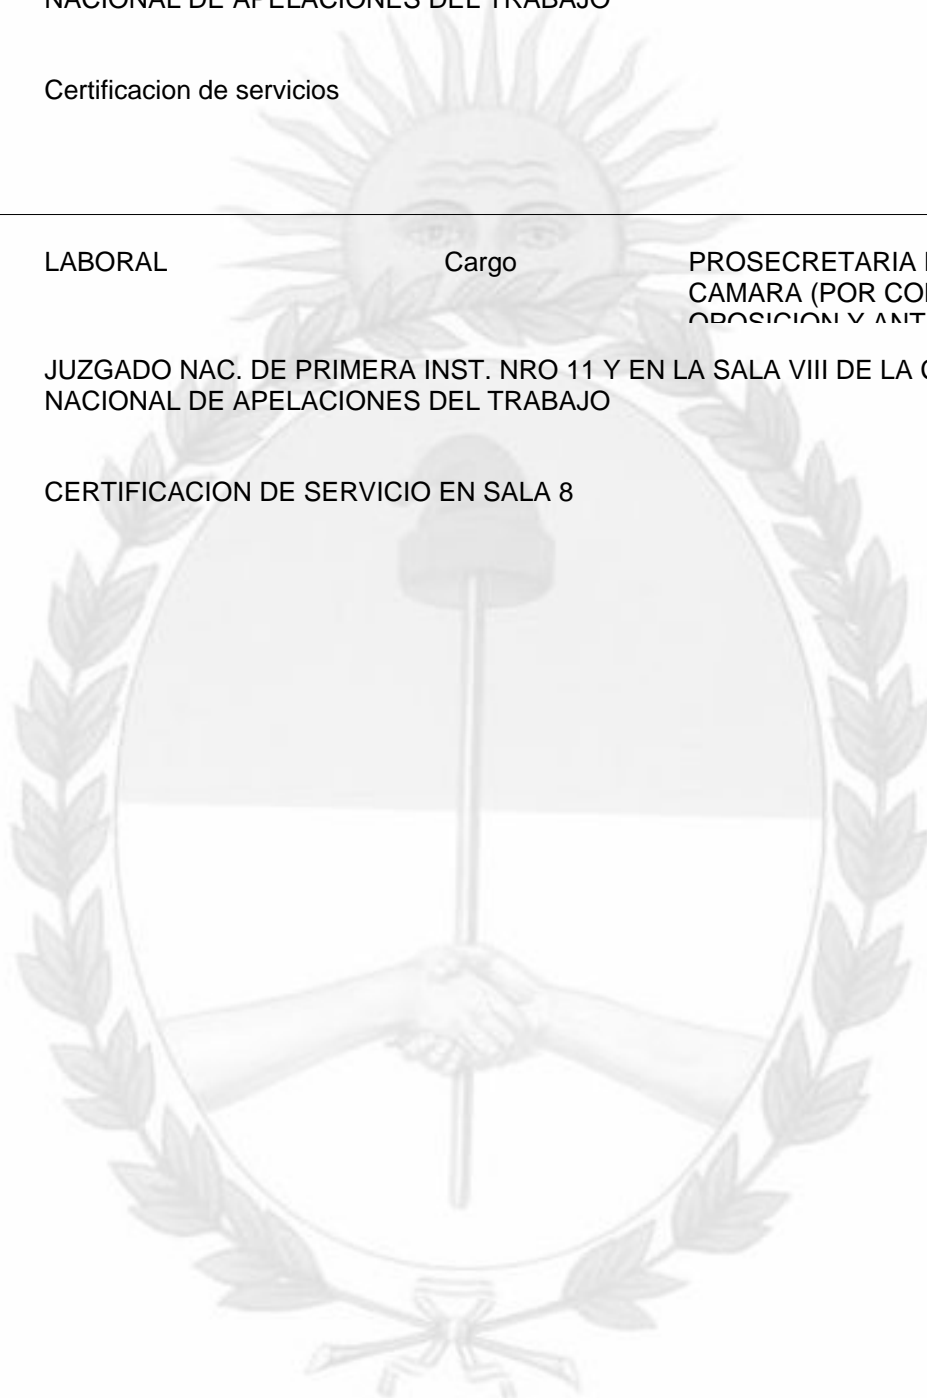 NACIONAL DE APELACIONES DEL TRABAJO
Certificacion de servicios
LABORAL Cargo PROSECRETARIA
CAMARA (POR
OPOSICION Y
JUZGADO NAC. DE PRIMERA INST. NRO 11 Y EN LA SALA VIII DE LA
NACIONAL DE APELACIONES DEL TRABAJO
CERTIFICACION DE SERVICIO EN SALA 8